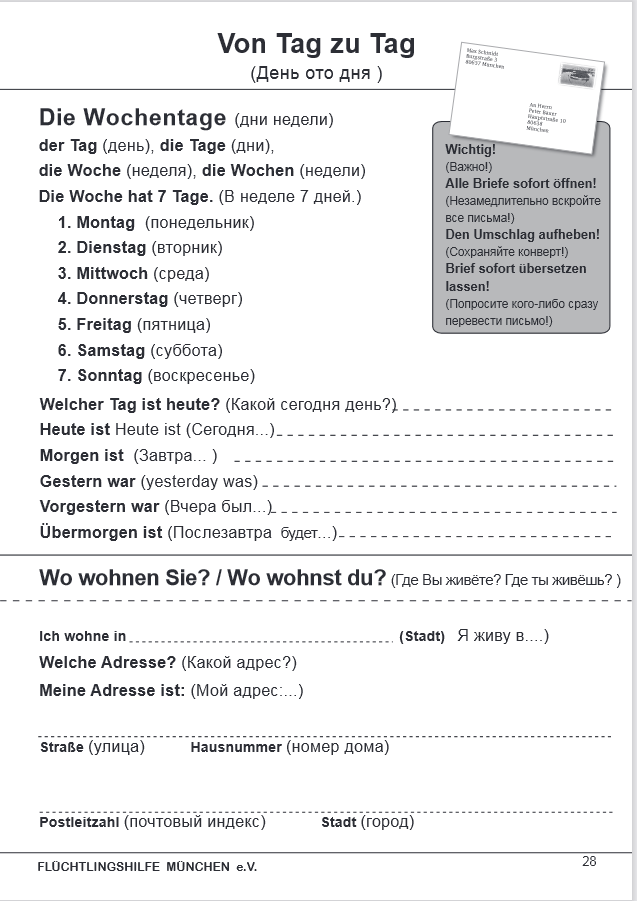 Von Tag zu Tag
(День ото дня )
Max Schmids
Burgstraße 3
80637 München
An Herrn
Peter Bauer
Hauptstraße 10
80638
München
Die Wochentage (дни недели)
der Tag (день), die Tage (дни),
die Woche (неделя), die Wochen (недели)
Die Woche hat 7 Tage. (В неделе 7 дней.)
1. Montag (понедельник)
2. Dienstag (вторник)
3. Mittwoch (среда)
4. Donnerstag (четверг)
5. Freitag (пятница)
6. Samstag (суббота)
7. Sonntag (воскресенье)
Wichtig!
(Важно!)
Alle Briefe sofort öffnen!
(Незамедлительно вскройте
все письма!)
Den Umschlag aufheben!
(Сохраняйте конверт!)
Brief sofort übersetzen
lassen!
(Попросите кого-либо сразу
перевести письмо!)
Welcher Tag ist heute? (Какой сегодня день?)
Heute ist Heute ist (Сегодня...)
Morgen ist (Завтра... )
Gestern war (yesterday was)
Vorgestern war (Вчера был...)
Übermorgen ist (Послезавтра будет...)
Wo wohnen Sie? / Wo wohnst du? (Где Вы живёте? Где ты живёшь? )
Ich wohne in (Stadt) Я живу в....)
Welche Adresse? (Какой адрес?)
Meine Adresse ist: (Мой адрес:...)
Straße (улица) Hausnummer (номер дома)
Postleitzahl (почтовый индекс) Stadt (город)
FLÜCHTLINGSHILFE MÜNCHEN e.V. 28